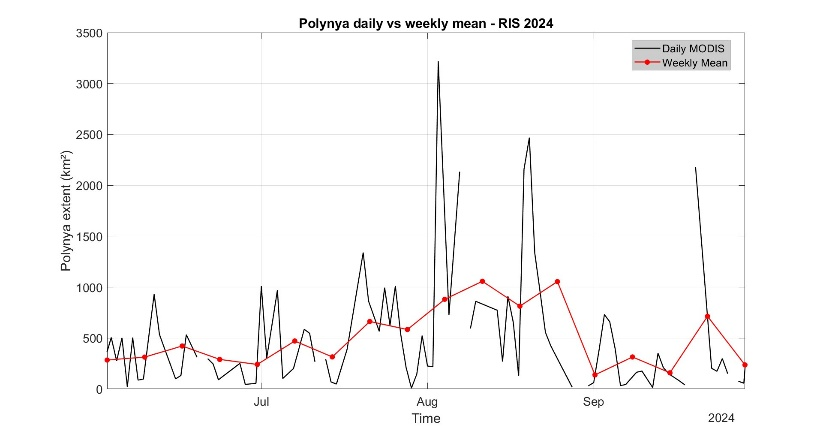 Polynya daily vs weekly mean - RIS 2024
Daily MODIS
Weekly Mean
Polynya extent (km²)
3500
3000
2500
2000
1500
1000
500
0
Jul
Aug
Sep
Time
2024